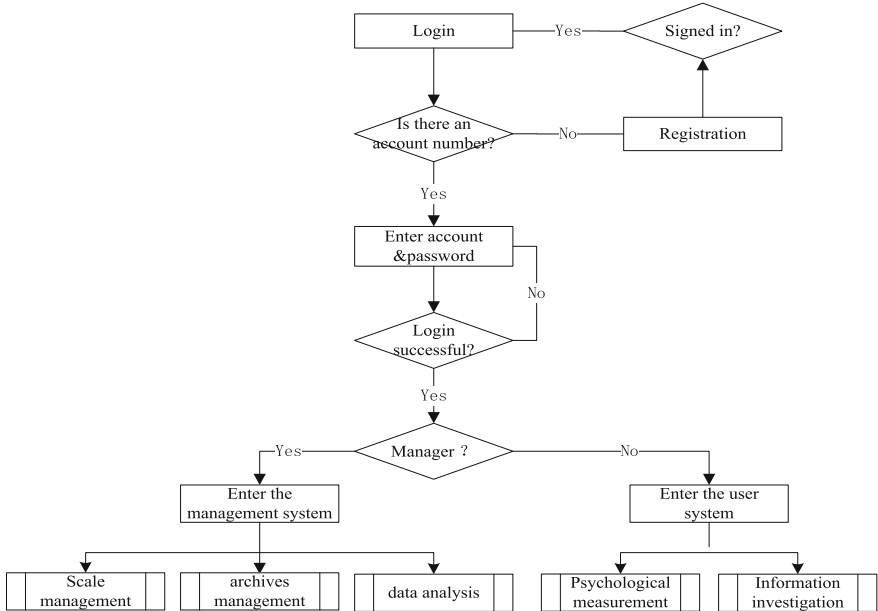 Login
Yes
Signed in?
Is there an
account number?
No
Registration
Yes
Enter account
&password
No
Login
successful?
Yes
Manager ?
Yes
No
Enter the
management system
Enter the user
system
Scale
management
archives
management
data analysis
Psychological
measurement
Information
investigation